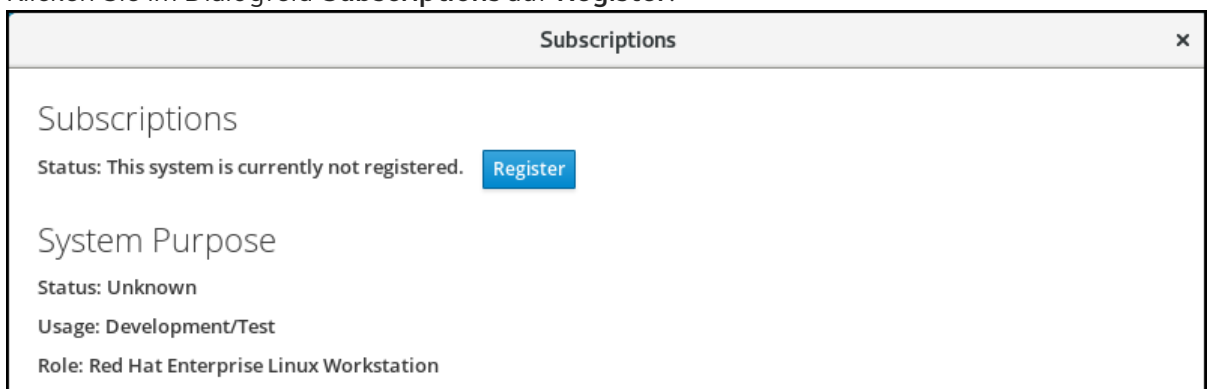 Klicken Sie im Dialogfeld Subscriptions auf Register.
Subscriptions ×
Subscriptions
Status: This system is currently not registered. Register
System Purpose
Status: Unknown
Usage: Development/Test
Role: Red Hat Enterprise Linux Workstation